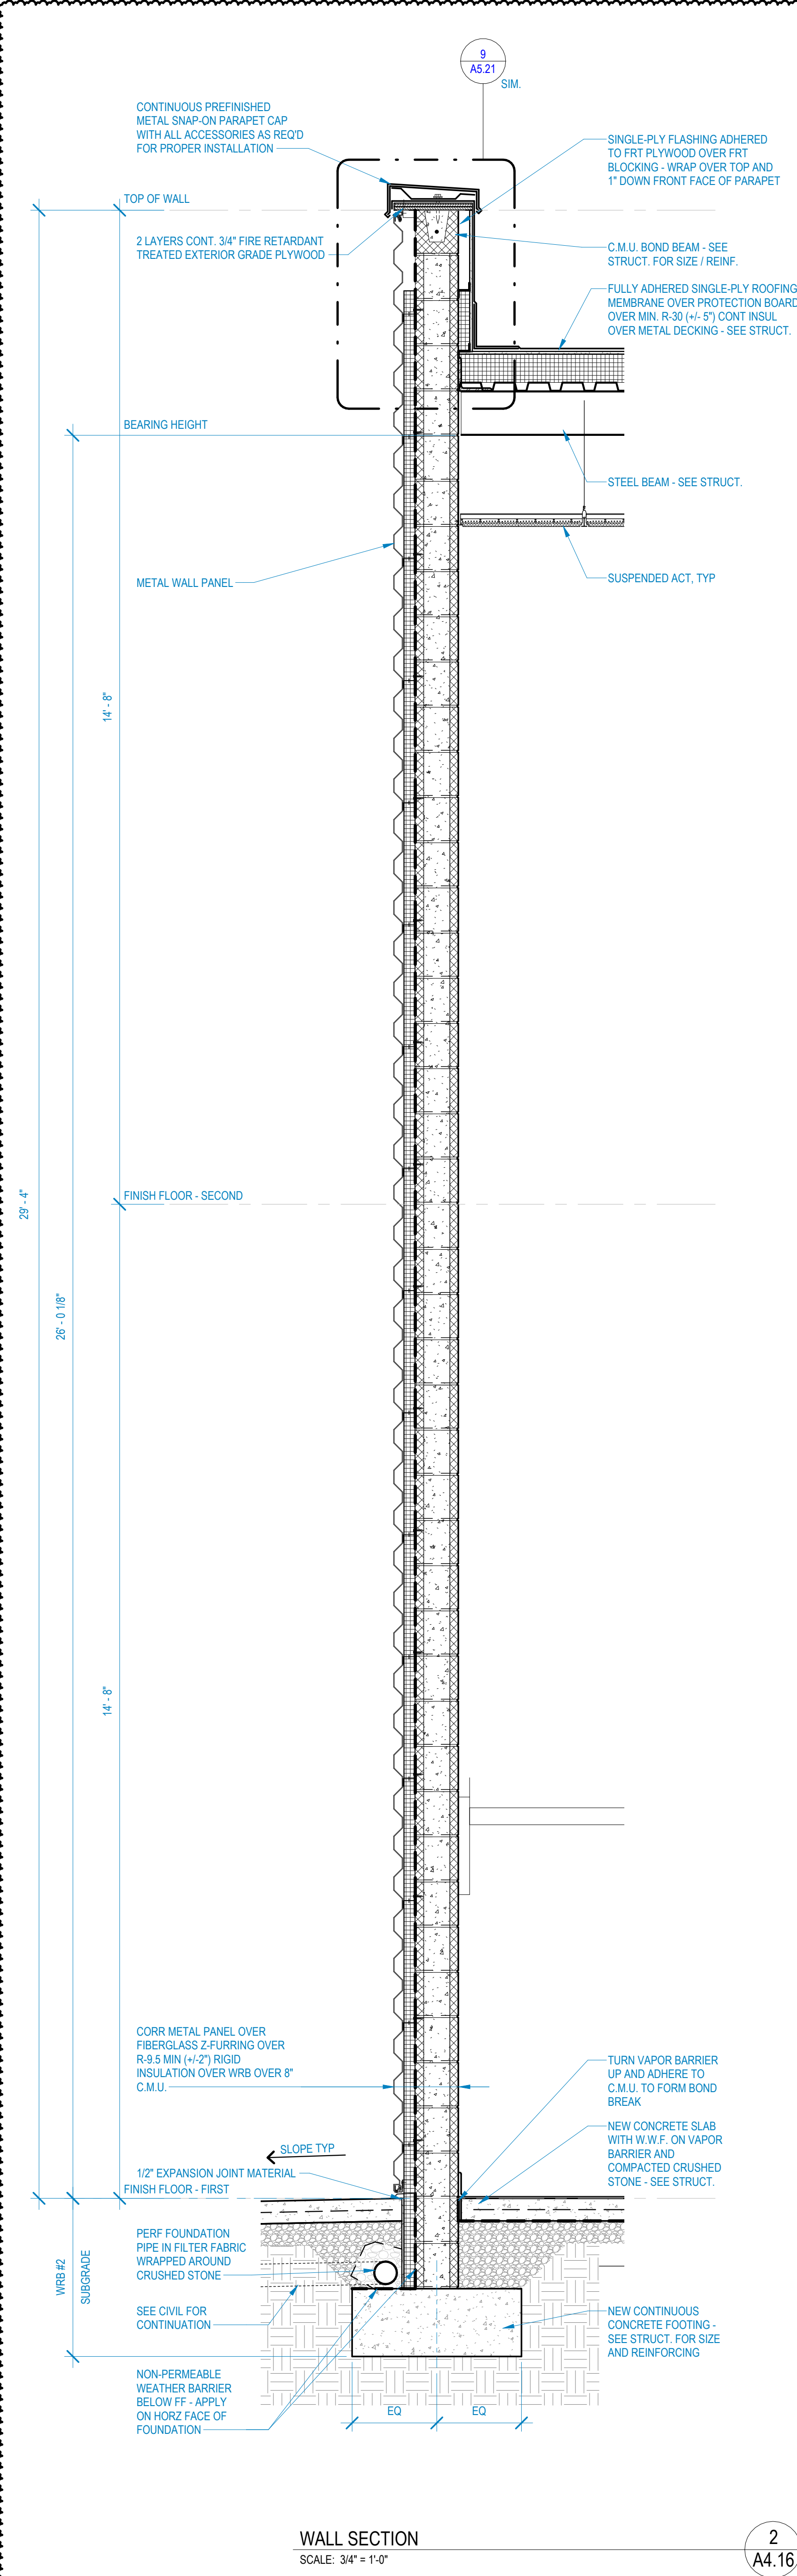 9
A5.21
SIM.
CONTINUOUS PREFINISHED
METAL SNAP-ON PARAPET CAP
WITH ALL ACCESSORIES AS REQ'D
FOR PROPER INSTALLATION
SINGLE-PLY FLASHING ADHERED
TO FRT PLYWOOD OVER FRT
BLOCKING - WRAP OVER TOP AND
1" DOWN FRONT FACE OF PARAPET
TOP OF WALL
2 LAYERS CONT. 3/4" FIRE RETARDANT
TREATED EXTERIOR GRADE PLYWOOD
C.M.U. BOND BEAM - SEE
STRUCT. FOR SIZE / REINF.
FULLY ADHERED SINGLE-PLY ROOFING
MEMBRANE OVER PROTECTION BOARD
OVER MIN. R-30 (+/- 5") CONT INSUL
OVER METAL DECKING - SEE STRUCT.
BEARING HEIGHT
STEEL BEAM - SEE STRUCT.
METAL WALL PANEL
SUSPENDED ACT, TYP
14' - 8"
FINISH FLOOR - SECOND
29' - 4"
26' - 0 1/8"
14' - 8"
CORR METAL PANEL OVER
FIBERGLASS Z-FURRING OVER
R-9.5 MIN (+/-2") RIGID
INSULATION OVER WRB OVER 8"
C.M.U.
TURN VAPOR BARRIER
UP AND ADHERE TO
C.M.U. TO FORM BOND
BREAK
NEW CONCRETE SLAB
WITH W.W.F. ON VAPOR
BARRIER AND
COMPACTED CRUSHED
STONE - SEE STRUCT.
SLOPE TYP
1/2" EXPANSION JOINT MATERIAL
FINISH FLOOR - FIRST
WRB #2
SUBGRADE
PERF FOUNDATION
PIPE IN FILTER FABRIC
WRAPPED AROUND
CRUSHED STONE
SEE CIVIL FOR
CONTINUATION
NEW CONTINUOUS
CONCRETE FOOTING -
SEE STRUCT. FOR SIZE
AND REINFORCING
NON-PERMEABLE
WEATHER BARRIER
BELOW FF - APPLY
ON HORZ FACE OF
FOUNDATION
EQ
EQ
WALL SECTION
SCALE: 3/4" = 1'-0"
2
A4.16